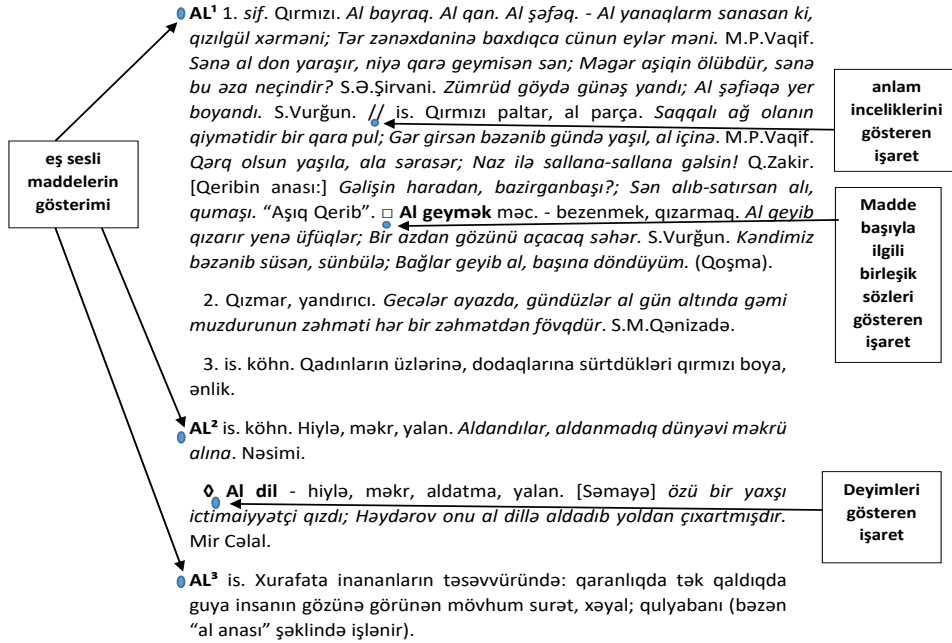 AL¹ 1. sif. Qırmızı. Al bayraq. Al qan. Al şəfəq. - Al yanaqlarm sanasan ki,
qızılgül xərməni; Tər zənəxdaninə baxdıqca cünun eylər məni. M.P.Vaqif.
Sənə al don yaraşır, niyə qarə geymisən sən; Məgər aşiqin ölübdür, sənə
bu əza neçindir? S.Ə.Şirvani. Zümrüd göydə günəş yandı; Al şəfiəqə yer
boyandı. S.Vurğun. // is. Qırmızı paltar, al parça. Saqqalı ağ olanın
qiymətidir bir qara pul; Gər girsən bəzənib gündə yaşıl, al içinə. M.P.Vaqif.
Qərq olsun yaşıla, ala sərasər; Naz ilə sallana-sallana gəlsin! Q.Zakir.
[Qeribin anası:] Gəlişin haradan, bazirganbaşı?; Sən alıb-satırsan alı,
qumaşı. "Aşıq Qerib". □ Al geymək məc. - bezenmek, qızarmaq. Al geyib
qızarır yenə üfüqlər; Bir azdan gözünü açacaq səhər. S.Vurğun. Kəndimiz
bəzənib süsən, sünbülə; Bağlar geyib al, başına döndüyüm. (Qoşma).
2. Qızmar, yandırıcı. Gecələr ayazda, gündüzlər al gün altında gəmi
muzdurunun zəhməti hər bir zəhmətdən fövqdür. S.M.Qənizadə.
3. is. köhn. Qadınların üzlərinə, dodaqlarına sürtdükləri qırmızı boya,
ənlik.
AL² is. köhn. Hiylə, məkr, yalan. Aldandılar, aldanmadıq dünyəvi məkrü
alına. Nəsimi.
◊ Al dil - hiylə, məkr, aldatma, yalan. [Səmayə] özü bir yaxşı
ictimaiyyətçi qızdı; Həydərov onu al dillə aldadıb yoldan çıxartmışdır.
Mir Cəlal.
AL³ is. Xurafata inananların təsəvvüründə: qaranlıqda tək qaldıqda
guya insanın gözünə görünən mövhum surət, xəyal; qulyabanı (bəzən
"al anası" şəklində işlənir).
eş sesli
maddelerin
gösterimi
anlam
inceliklerini
gösteren
işaret
Madde
başıyla
ilgili
birleşik
sözleri
gösteren
işaret
Deyimleri
gösteren
işaret